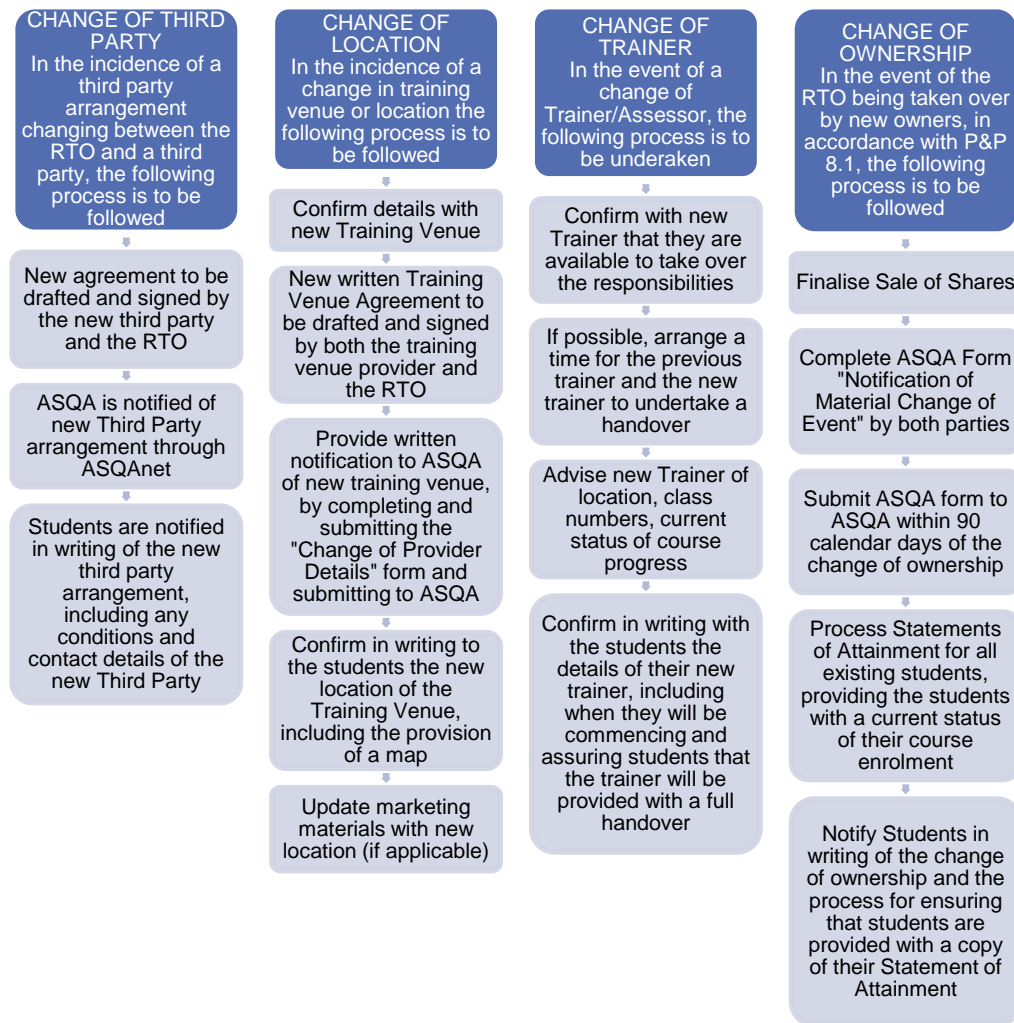 CHANGE OF THIRD
PARTY
In the incidence of a
third party
arrangement
changing between the
RTO and a third
party, the following
process is to be
followed
New agreement to be
drafted and signed by
the new third party
and the RTO
ASQA is notified of
new Third Party
arrangement through
ASQAnet
Students are notified
in writing of the new
third party
arrangement,
including any
conditions and
contact details of the
new Third Party
CHANGE OF
LOCATION
In the incidence of a
change in training
venue or location the
following process is to
be followed
Confirm details with
new Training Venue
New written Training
Venue Agreement to
be drafted and signed
by both the training
venue provider and
the RTO
Provide written
notification to ASQA
of new training venue,
by completing and
submitting the
"Change of Provider
Details" form and
submitting to ASQA
Confirm in writing to
the students the new
location of the
Training Venue,
including the provision
of a map
Update marketing
materials with new
location (if applicable)
CHANGE OF
TRAINER
In the event of a
change of
Trainer/Assessor, the
following process is to
be underaken
Confirm with new
Trainer that they are
available to take over
the responsibilities
If possible, arrange a
time for the previous
trainer and the new
trainer to undertake a
handover
Advise new Trainer of
location, class
numbers, current
status of course
progress
Confirm in writing with
the students the
details of their new
trainer, including
when they will be
commencing and
assuring students that
the trainer will be
provided with a full
handover
CHANGE OF
OWNERSHIP
In the event of the
RTO being taken over
by new owners, in
accordance with P&P
8.1, the following
process is to be
followed
Finalise Sale of Shares
Complete ASQA Form
"Notification of
Material Change of
Event" by both parties
Submit ASQA form to
ASQA within 90
calendar days of the
change of ownership
Process Statements
of Attainment for all
existing students,
providing the students
with a current status
of their course
enrolment
Notify Students in
writing of the change
of ownership and the
process for ensuring
that students are
provided with a copy
of their Statement of
Attainment